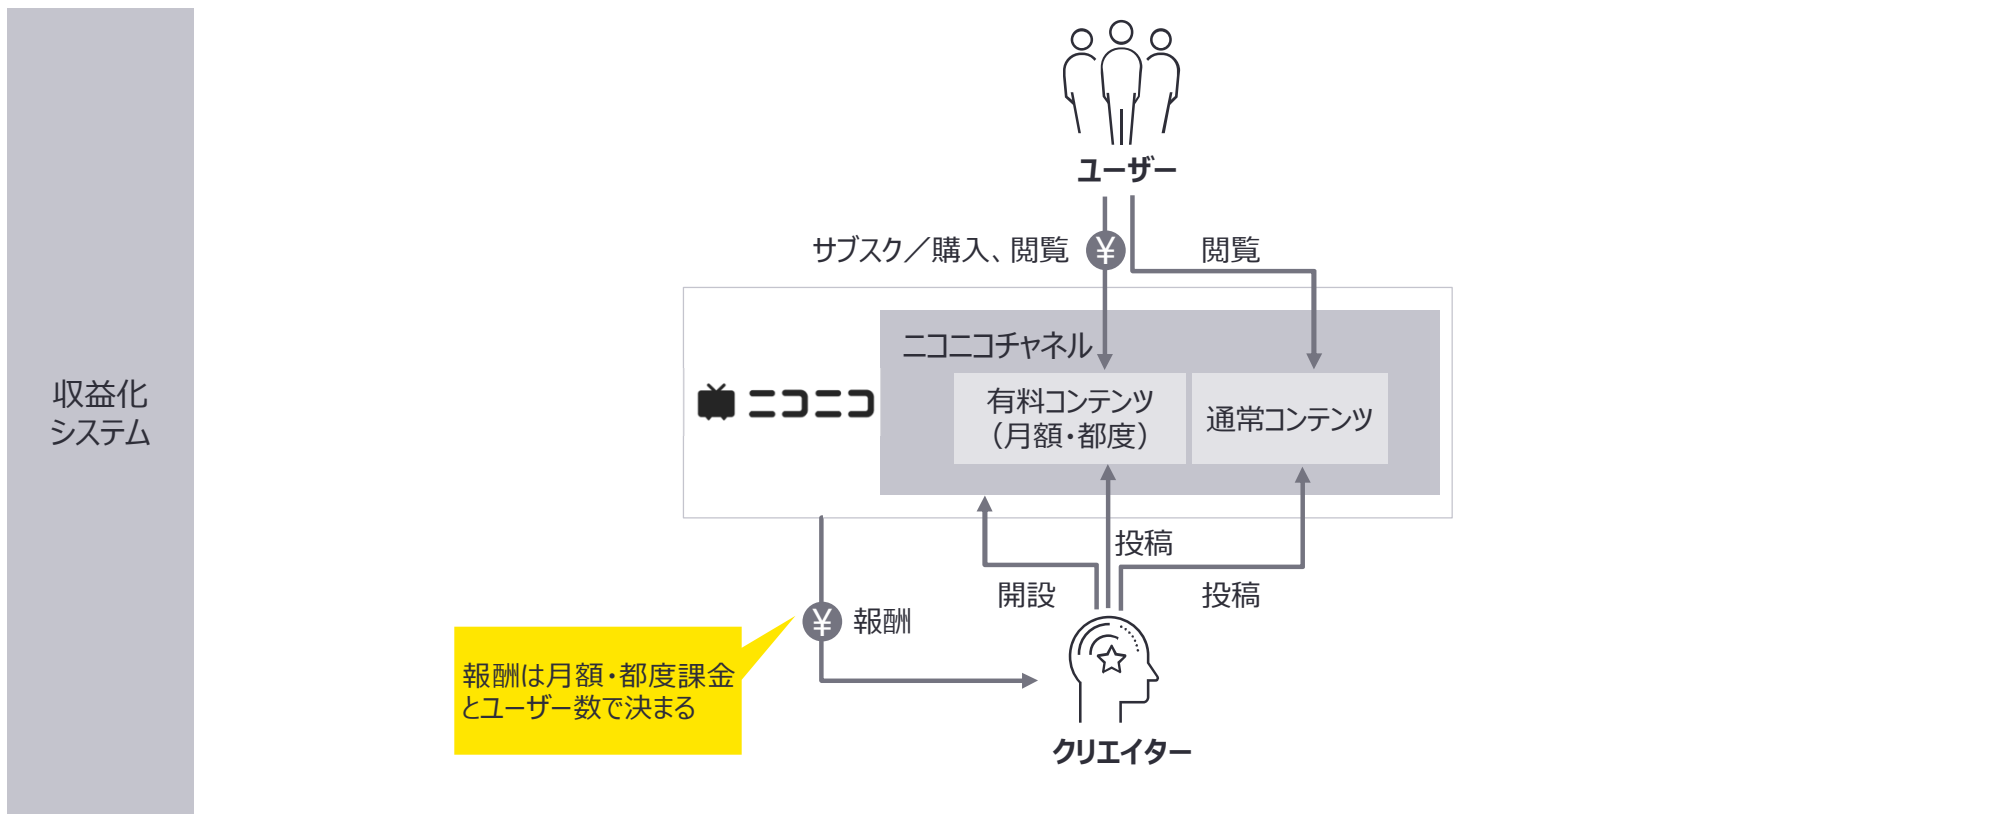 収益化
システム
ユーザー
サブスク／購入、閲覧
¥
閲覧
ニコニコチャネル
ニコニコ
有料コンテンツ
（月額・都度）
通常コンテンツ
投稿
開設
投稿
¥
報酬
報酬は月額・都度課金
とユーザー数で決まる
クリエイター